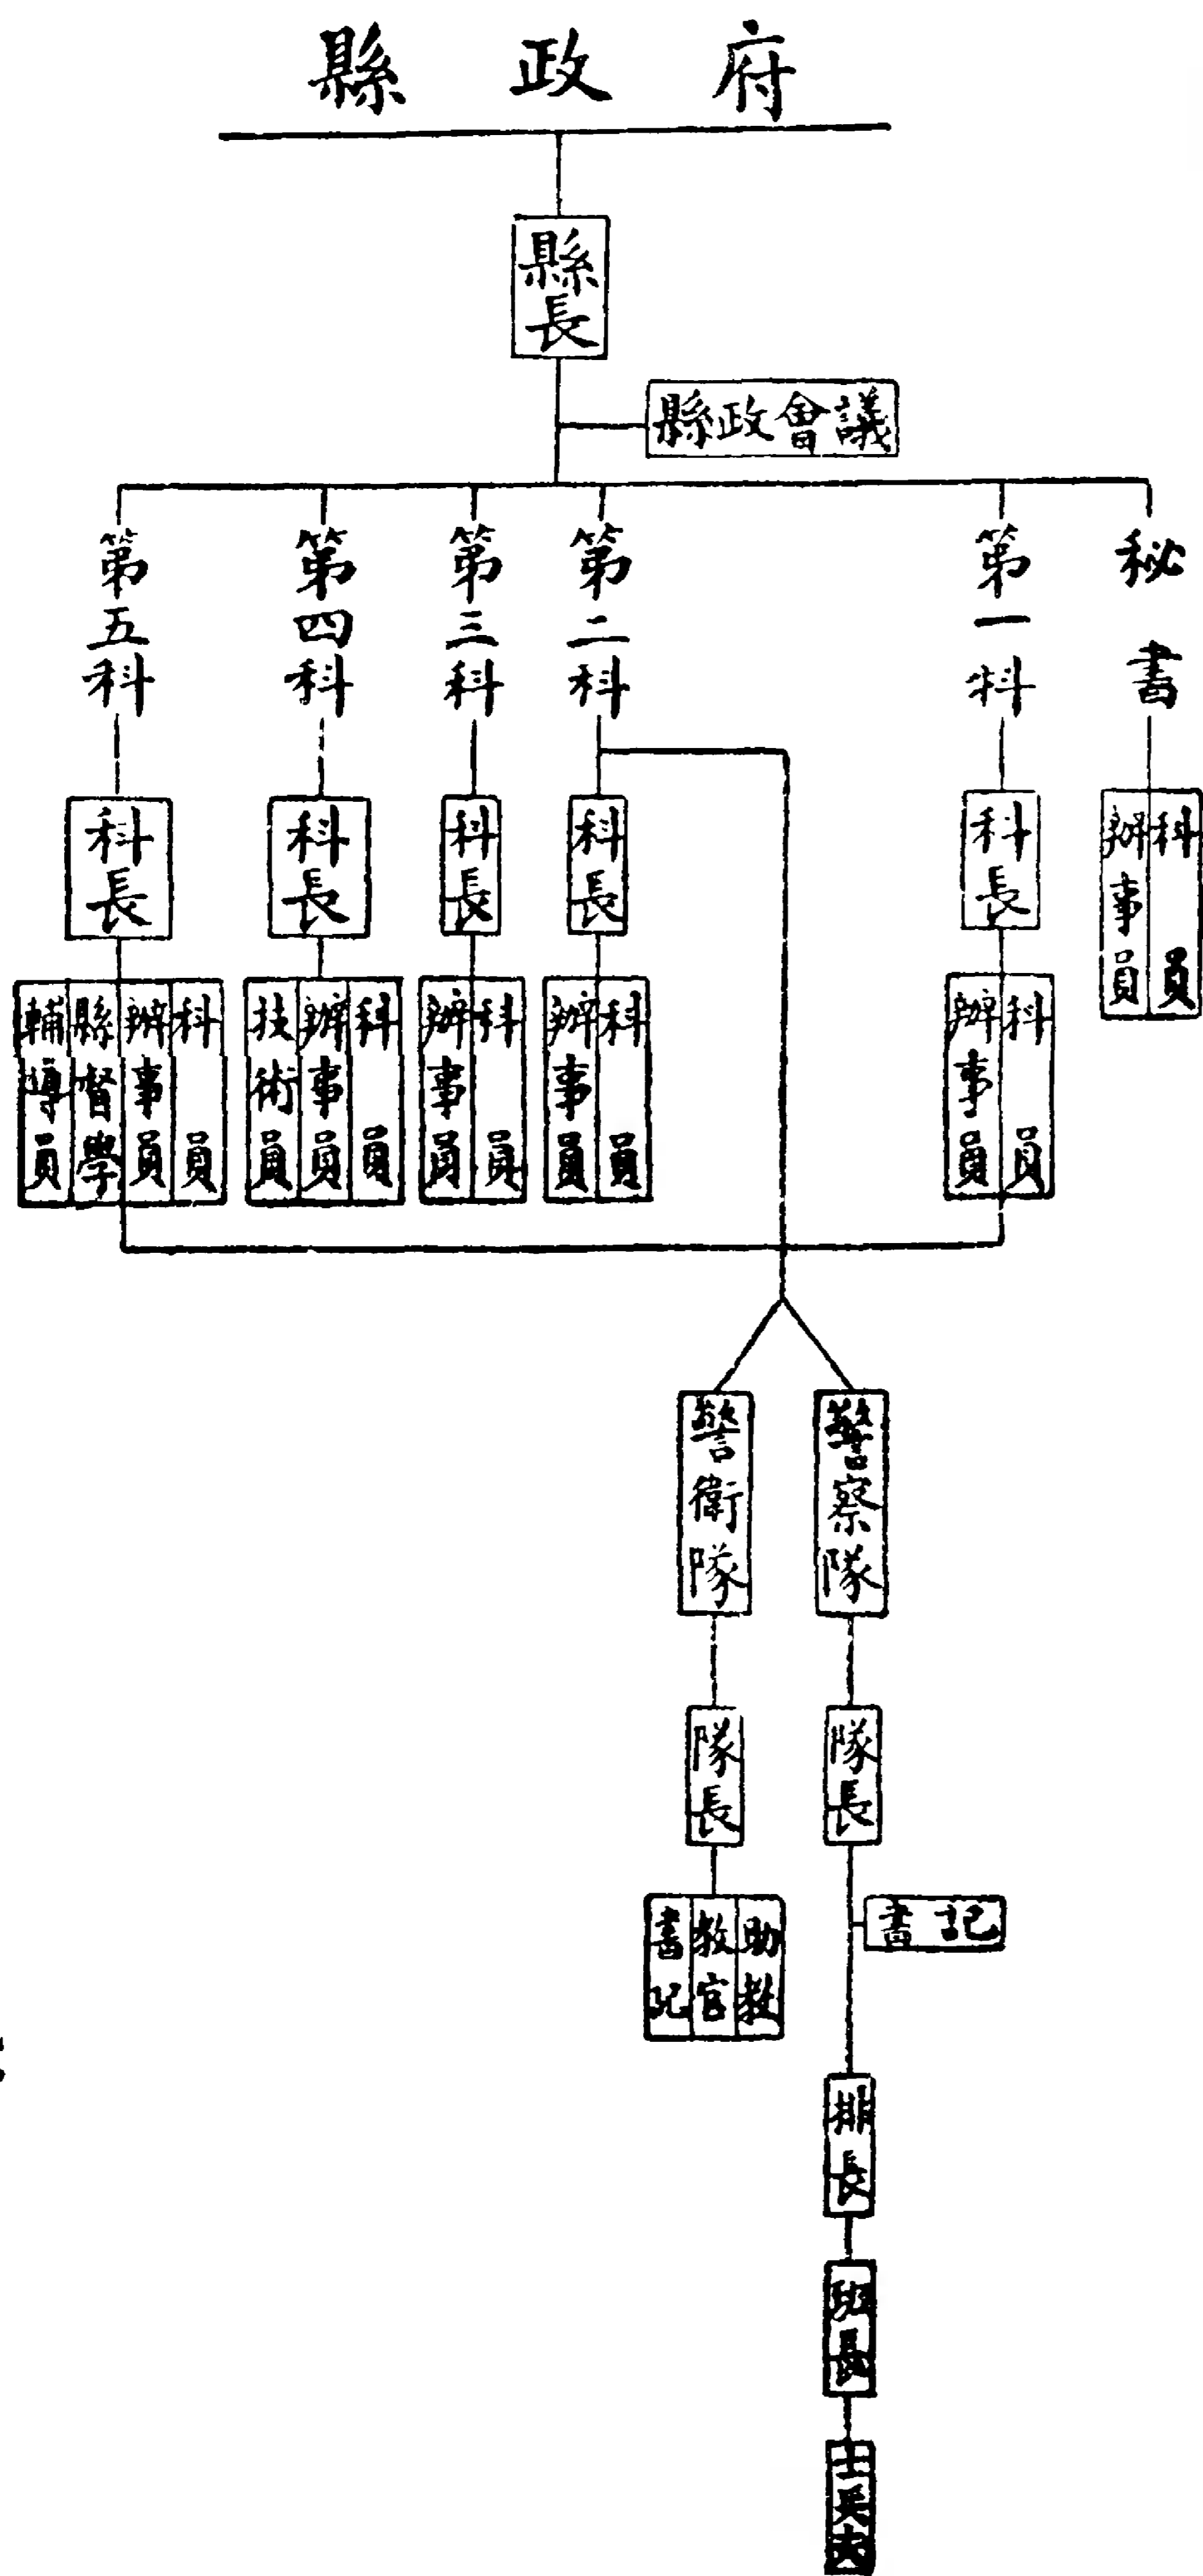 縣政府
縣長
縣政會議
秘書
第一科
第二科
第三科
第四科
第五科
科員
辦事員
科長
科長
科長
科長
科長
科員
辦事員
科員
辦事員
科員
辦事員
科員
辦事員
技術員
科員
辦事員
縣督學
輔導員
警察隊
警衛隊
隊長
隊長
書記
助教
教官
書記
排長
班長